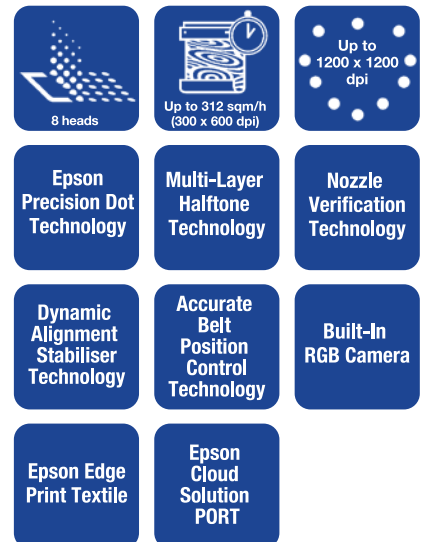 8 heads
Up to 312 sqm/h
(300 x 600 dpi)
Up to
1200 x 1200
dpi
Epson
Precision Dot
Technology
Multi-Layer
Halftone
Technology
Nozzle
Verification
Technology
Dynamic
Alignment
Stabiliser
Technology
Accurate
Belt
Position
Control
Technology
Built-In
RGB Camera
Epson Edge
Print Textile
Epson
Cloud
Solution
PORT